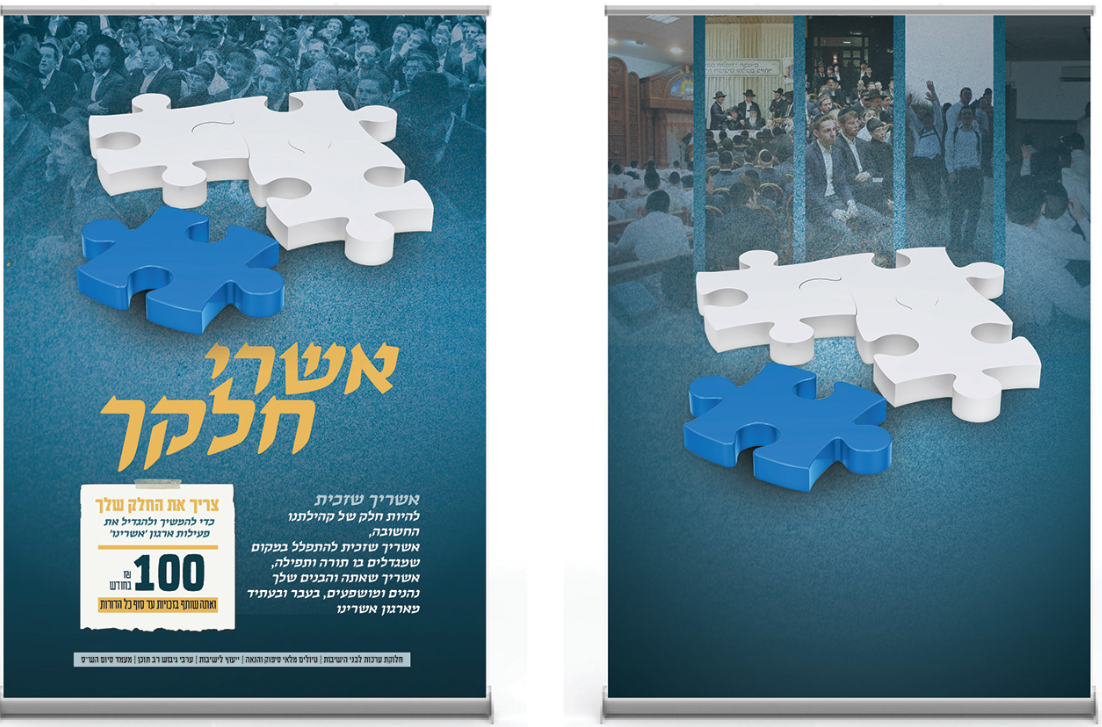 אשרי
חלקך
צריך את החלק שלך
כדי להמשיך ולהגדיל את
פעילות ארגון 'אשרינו'
100 ₪
בחודש
ואתה שותף בזכויות עד סוף כל הדורות
אשריך שזכית
להיות חלק של קהילתנו
החשובה,
אשריך שזכית להתפלל במקום
שמגדלים בו תורה ותפילה,
אשריך שאתה והבנים שלך
נהנים ומושפעים, בעבר ובעתיד
מארגון אשרינו
חלוקת ערכות לבני הישיבות | טיולים מלאי סיפוק והנאה | ייעוץ לישיבות | ערבי גיבוש רב תוכן | מעמד סיום הש״ס